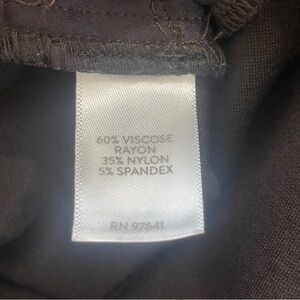 60% VISCOSE
RAYON
35% NYLON
5% SPANDEX
RN 97641